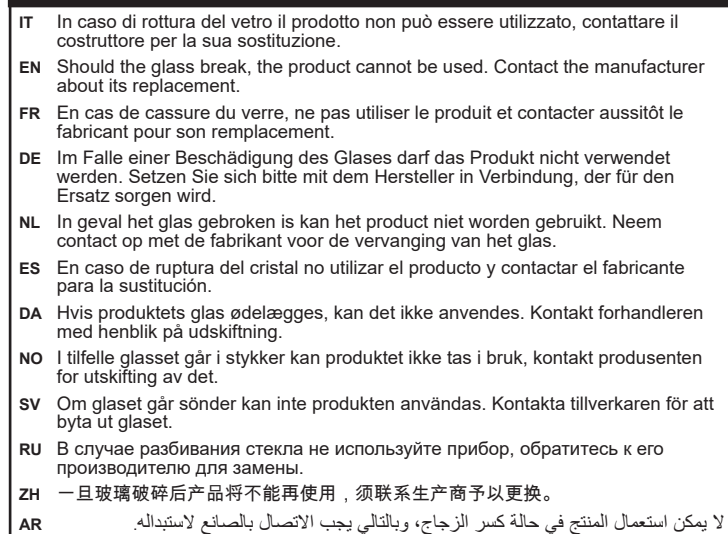 IT In caso di rottura del vetro il prodotto non può essere utilizzato, contattare il
costruttore per la sua sostituzione.
EN Should the glass break, the product cannot be used. Contact the manufacturer
about its replacement.
FR En cas de cassure du verre, ne pas utiliser le produit et contacter aussitôt le
fabricant pour son remplacement.
DE Im Falle einer Beschädigung des Glases darf das Produkt nicht verwendet
werden. Setzen Sie sich bitte mit dem Hersteller in Verbindung, der für den
Ersatz sorgen wird.
NL In geval het glas gebroken is kan het product niet worden gebruikt. Neem
contact op met de fabrikant voor de vervanging van het glas.
ES En caso de ruptura del cristal no utilizar el producto y contactar el fabricante
para la sustitución.
DA Hvis produktets glas ødelægges, kan det ikke anvendes. Kontakt forhandleren
med henblik på udskiftning.
NO I tilfelle glasset går i stykker kan produktet ikke tas i bruk, kontakt produsenten
for utskifting av det.
SV Om glaset går sönder kan inte produkten användas. Kontakta tillverkaren för att
byta ut glaset.
RU В случае разбивания стекла не используйте прибор, обратитесь к его
производителю для замены.
ZH 一旦玻璃破碎后产品将不能再使用，须联系生产商予以更换。
AR لا يمكن استعمال المنتج في حالة كسر الزجاج، وبالتالي يجب الاتصال بالصانع لاستبداله.